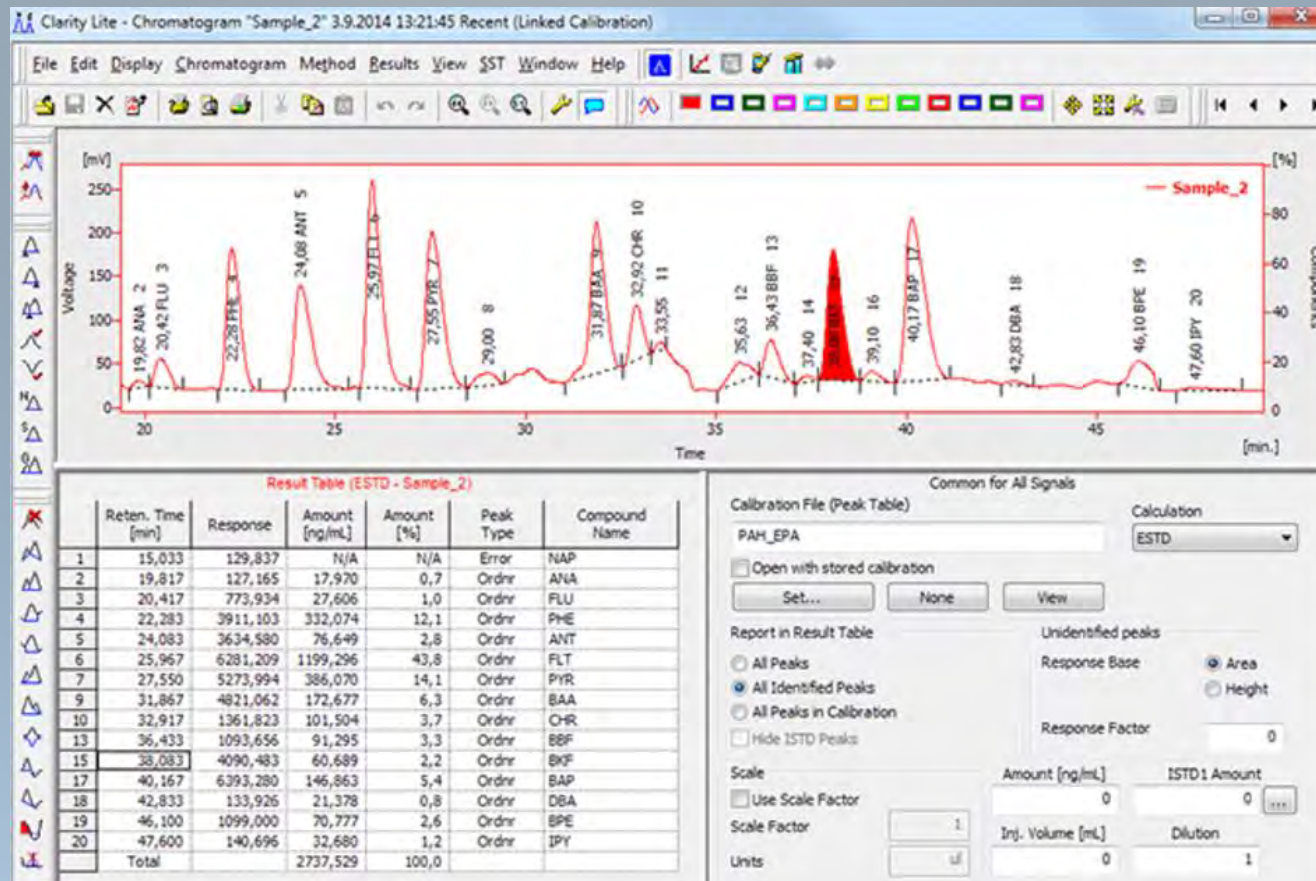 Clarity Lite - Chromatogram "Sample_2" 3.9.2014 13:21:45 Recent (Linked Calibration)
File Edit Display Chromatogram Method Results View SST Window Help
[mV] [%]
Sample_2
250
200
150
100
50
0
Voltage
80
60
40
20
0
19,82 ANA 2
20,42 FLU 3
22,28 PHE 4
24,08 ANT 5
25,97 FLT 6
27,55 PYR 7
29,00 8
31,87 BAA 9
32,92 CHR 10
33,55 11
35,63 12
36,43 BBF 13
37,40 14
39,10 16
40,17 BAP 17
42,83 DBA 18
46,10 BPE 19
47,60 IPY 20
20 25 30 35 40 45
Time [min.]
Result Table (ESTD - Sample_2)
Reten. Time [min] Response Amount [ng/mL] Amount [%] Peak Type Compound Name
1 15,033 129,837 N/A N/A Error NAP
2 19,817 127,165 17,970 0,7 Ordnr ANA
3 20,417 773,934 27,606 1,0 Ordnr FLU
4 22,283 3911,103 332,074 12,1 Ordnr PHE
5 24,083 3634,580 76,649 2,8 Ordnr ANT
6 25,967 6281,209 1199,296 43,8 Ordnr FLT
7 27,550 5273,994 386,070 14,1 Ordnr PYR
9 31,867 4821,062 172,677 6,3 Ordnr BAA
10 32,917 1361,823 101,504 3,7 Ordnr CHR
13 36,433 1093,656 91,295 3,3 Ordnr BBF
15 38,083 4090,483 60,689 2,2 Ordnr BKF
17 40,167 6393,280 146,863 5,4 Ordnr BAP
18 42,833 133,926 21,378 0,8 Ordnr DBA
19 46,100 1099,000 70,777 2,6 Ordnr BPE
20 47,600 140,696 32,680 1,2 Ordnr IPY
Total 2737,529 100,0
Common for All Signals
Calibration File (Peak Table) Calculation
PAH_EPA ESTD
Open with stored calibration
Set... None View
Report in Result Table Unidentified peaks
All Peaks Response Base Area
All Identified Peaks Height
All Peaks in Calibration
Hide ISTD Peaks Response Factor 0
Scale Amount [ng/mL] ISTD1 Amount
Use Scale Factor 0 0 ...
Scale Factor 1 Inj. Volume [mL] Dilution
Units ul 0 1